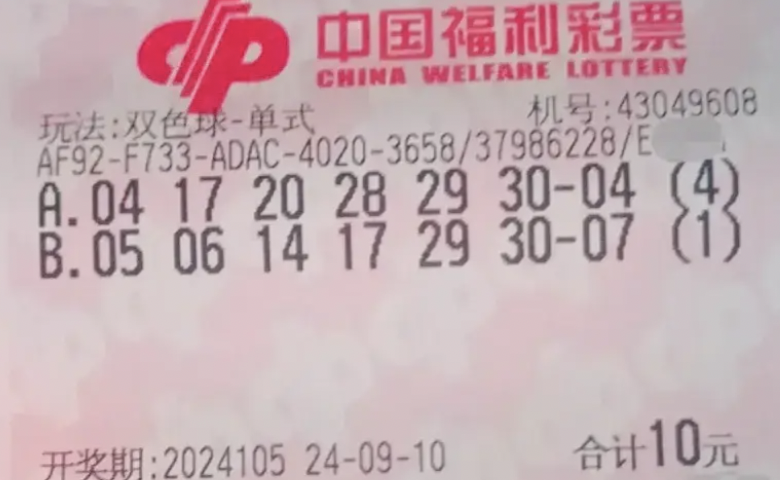 中国福利彩票
CHINA WELFARE LOTTERY
玩法:双色球-单式 机号:43049608
AF92-F733-ADAC-4020-3658/37986228/E
A.04 17 20 28 29 30-04 (4)
B.05 06 14 17 29 30-07 (1)
开奖期:2024105 24-09-10 合计10元